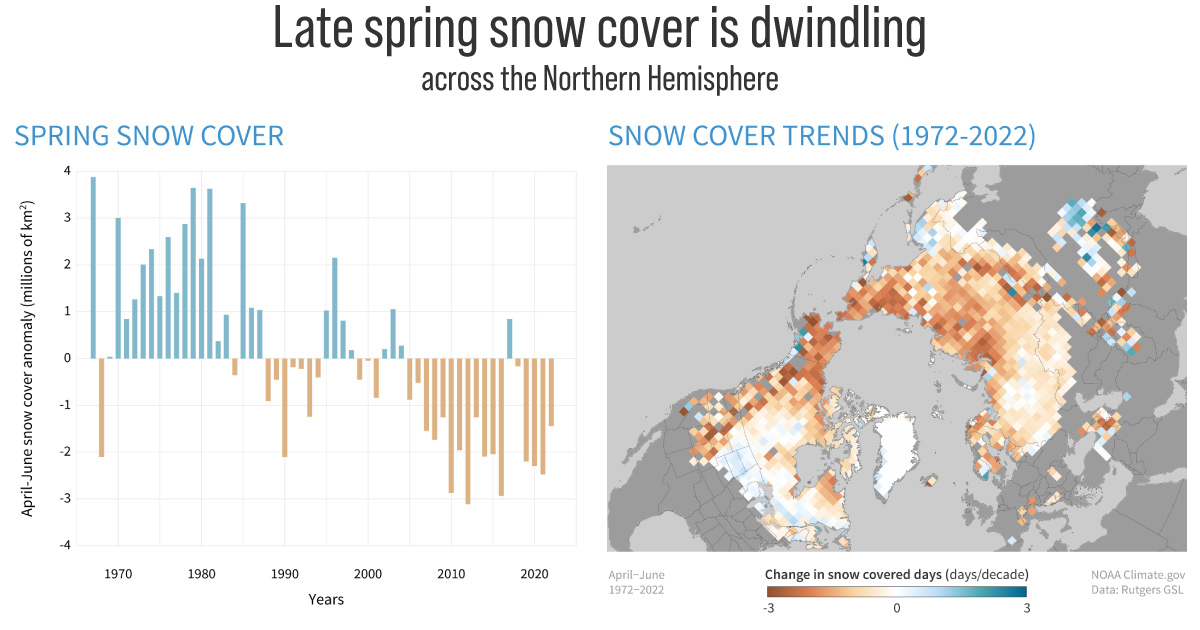 Late spring snow cover is dwindling
across the Northern Hemisphere
SPRING SNOW COVER
4
3
2
1
0
-1
-2
-3
-4
April-June snow cover anomaly (millions of km²)
1970 1980 1990 2000 2010 2020
Years
SNOW COVER TRENDS (1972-2022)
April–June
1972–2022
Change in snow covered days (days/decade)
-3 0 3
NOAA Climate.gov
Data: Rutgers GSL